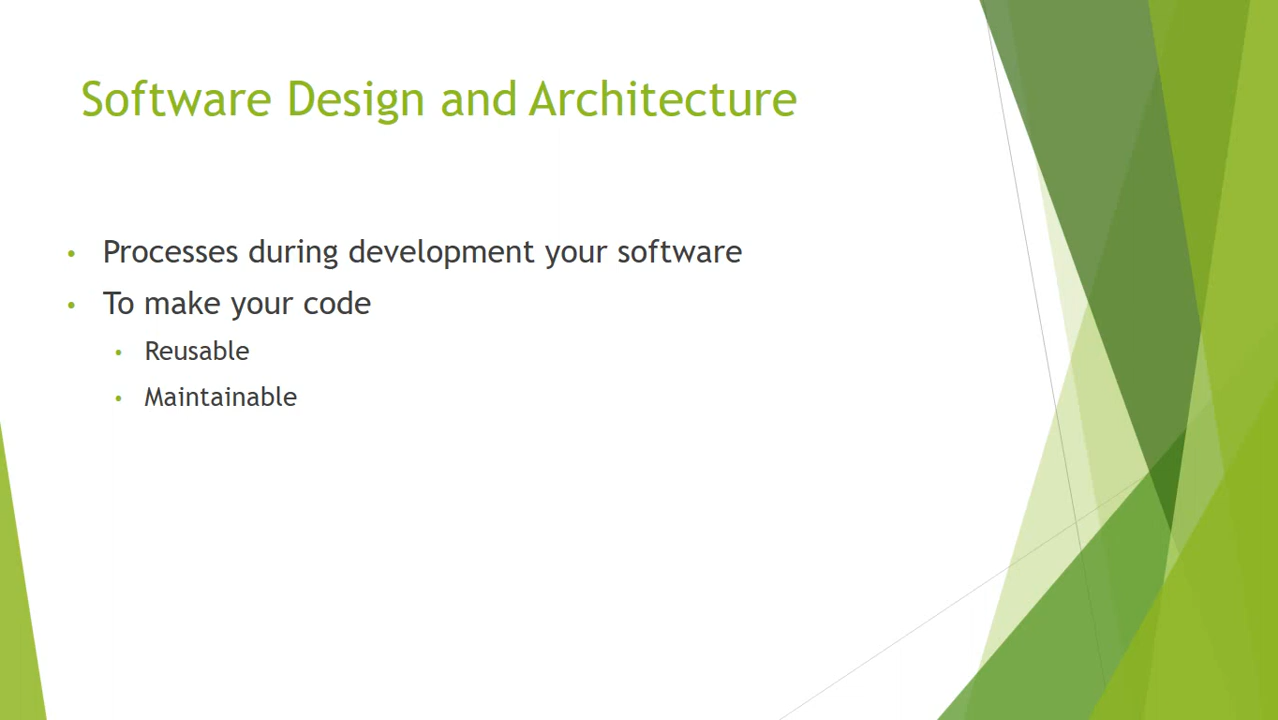 Software Design and Architecture
• Processes during development your software
• To make your code
• Reusable
• Maintainable